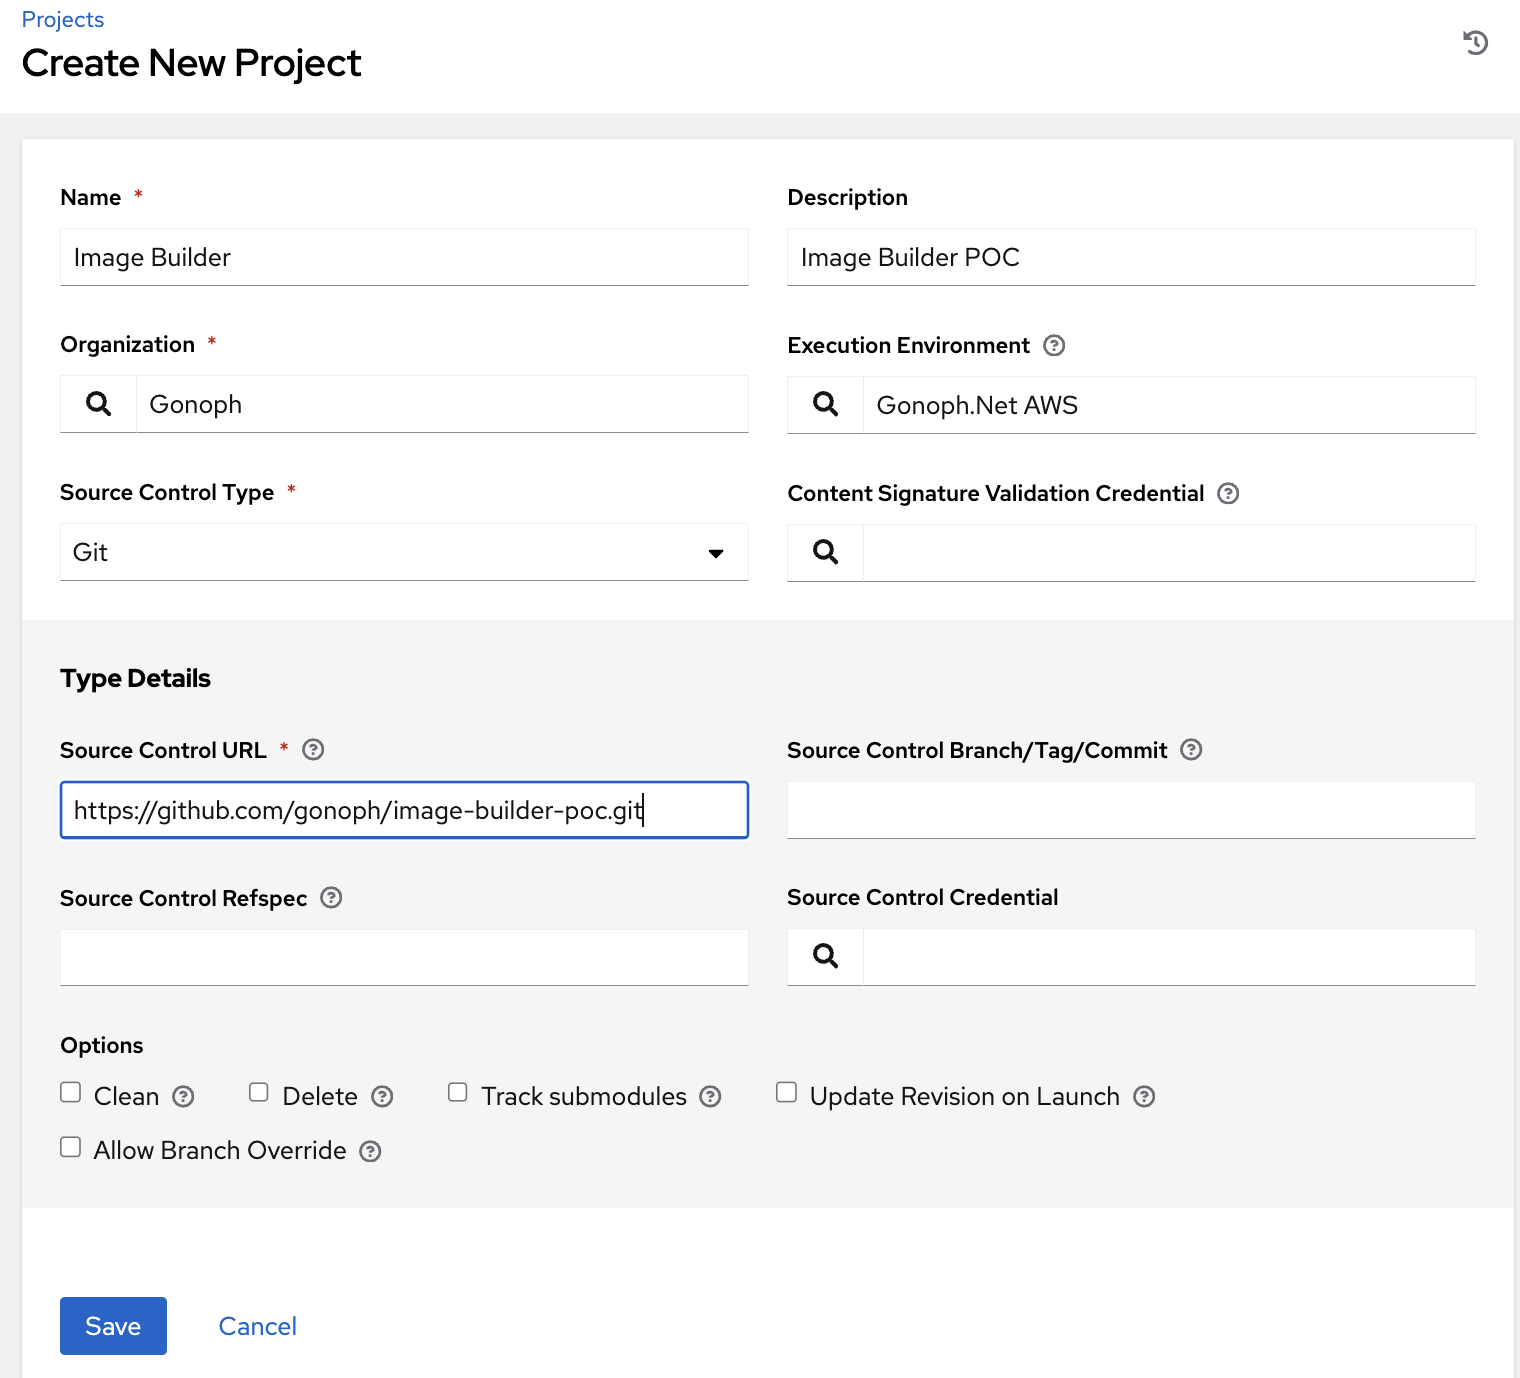 Projects
Create New Project
Name *
Description
Image Builder
Image Builder POC
Organization *
Execution Environment
Gonoph
Gonoph.Net AWS
Source Control Type *
Content Signature Validation Credential
Git
Type Details
Source Control URL *
Source Control Branch/Tag/Commit
https://github.com/gonoph/image-builder-poc.git
Source Control Refspec
Source Control Credential
Options
Clean Delete Track submodules Update Revision on Launch
Allow Branch Override
Save Cancel